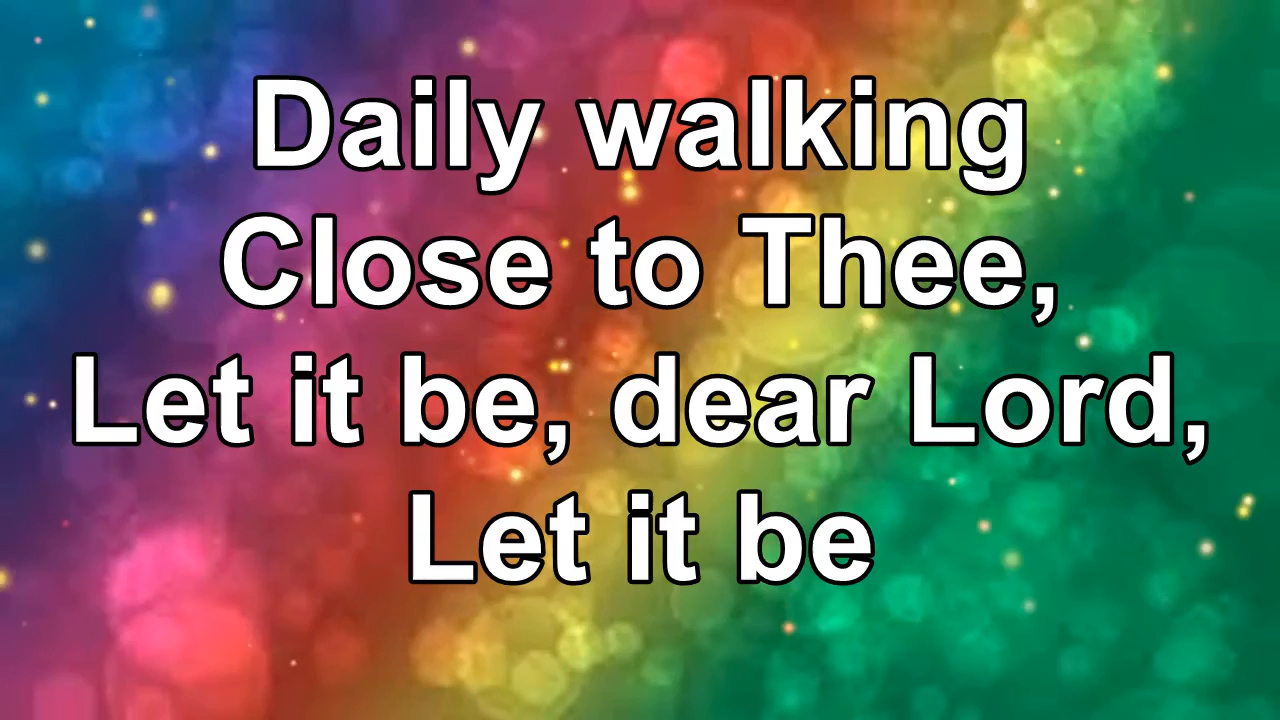 Daily walking
Close to Thee,
Let it be, dear Lord,
Let it be